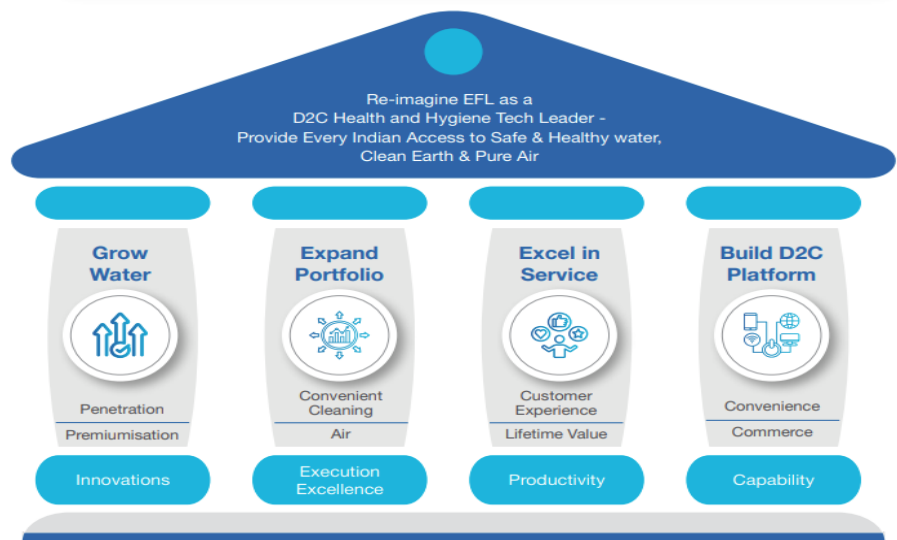 Re-imagine EFL as a
D2C Health and Hygiene Tech Leader -
Provide Every Indian Access to Safe & Healthy water,
Clean Earth & Pure Air
Grow
Water
Penetration
Premiumisation
Innovations
Expand
Portfolio
Convenient
Cleaning
Air
Execution
Excellence
Excel in
Service
Customer
Experience
Lifetime Value
Productivity
Build D2C
Platform
Convenience
Commerce
Capability